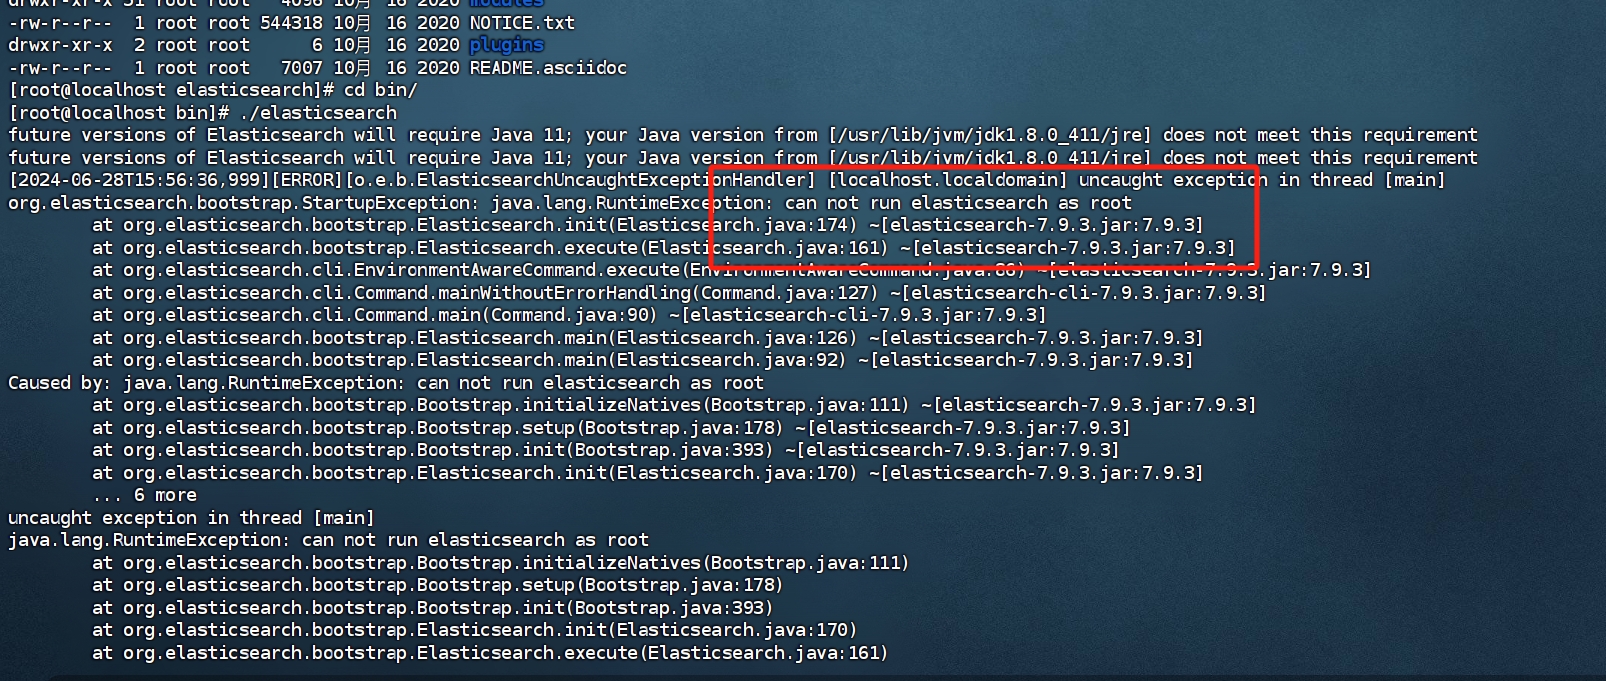 drwxr-xr-x 51 root root   4096 10月  16 2020 modules
-rw-r--r--  1 root root 544318 10月  16 2020 NOTICE.txt
drwxr-xr-x  2 root root      6 10月  16 2020 plugins
-rw-r--r--  1 root root   7007 10月  16 2020 README.asciidoc
[root@localhost elasticsearch]# cd bin/
[root@localhost bin]# ./elasticsearch
future versions of Elasticsearch will require Java 11; your Java version from [/usr/lib/jvm/jdk1.8.0_411/jre] does not meet this requirement
future versions of Elasticsearch will require Java 11; your Java version from [/usr/lib/jvm/jdk1.8.0_411/jre] does not meet this requirement
[2024-06-28T15:56:36,999][ERROR][o.e.b.ElasticsearchUncaughtExceptionHandler] [localhost.localdomain] uncaught exception in thread [main]
org.elasticsearch.bootstrap.StartupException: java.lang.RuntimeException: can not run elasticsearch as root
        at org.elasticsearch.bootstrap.Elasticsearch.init(Elasticsearch.java:174) ~[elasticsearch-7.9.3.jar:7.9.3]
        at org.elasticsearch.bootstrap.Elasticsearch.execute(Elasticsearch.java:161) ~[elasticsearch-7.9.3.jar:7.9.3]
        at org.elasticsearch.cli.EnvironmentAwareCommand.execute(EnvironmentAwareCommand.java:86) ~[elasticsearch-7.9.3.jar:7.9.3]
        at org.elasticsearch.cli.Command.mainWithoutErrorHandling(Command.java:127) ~[elasticsearch-cli-7.9.3.jar:7.9.3]
        at org.elasticsearch.cli.Command.main(Command.java:90) ~[elasticsearch-cli-7.9.3.jar:7.9.3]
        at org.elasticsearch.bootstrap.Elasticsearch.main(Elasticsearch.java:126) ~[elasticsearch-7.9.3.jar:7.9.3]
        at org.elasticsearch.bootstrap.Elasticsearch.main(Elasticsearch.java:92) ~[elasticsearch-7.9.3.jar:7.9.3]
Caused by: java.lang.RuntimeException: can not run elasticsearch as root
        at org.elasticsearch.bootstrap.Bootstrap.initializeNatives(Bootstrap.java:111) ~[elasticsearch-7.9.3.jar:7.9.3]
        at org.elasticsearch.bootstrap.Bootstrap.setup(Bootstrap.java:178) ~[elasticsearch-7.9.3.jar:7.9.3]
        at org.elasticsearch.bootstrap.Bootstrap.init(Bootstrap.java:393) ~[elasticsearch-7.9.3.jar:7.9.3]
        at org.elasticsearch.bootstrap.Elasticsearch.init(Elasticsearch.java:170) ~[elasticsearch-7.9.3.jar:7.9.3]
        ... 6 more
uncaught exception in thread [main]
java.lang.RuntimeException: can not run elasticsearch as root
        at org.elasticsearch.bootstrap.Bootstrap.initializeNatives(Bootstrap.java:111)
        at org.elasticsearch.bootstrap.Bootstrap.setup(Bootstrap.java:178)
        at org.elasticsearch.bootstrap.Bootstrap.init(Bootstrap.java:393)
        at org.elasticsearch.bootstrap.Elasticsearch.init(Elasticsearch.java:170)
        at org.elasticsearch.bootstrap.Elasticsearch.execute(Elasticsearch.java:161)